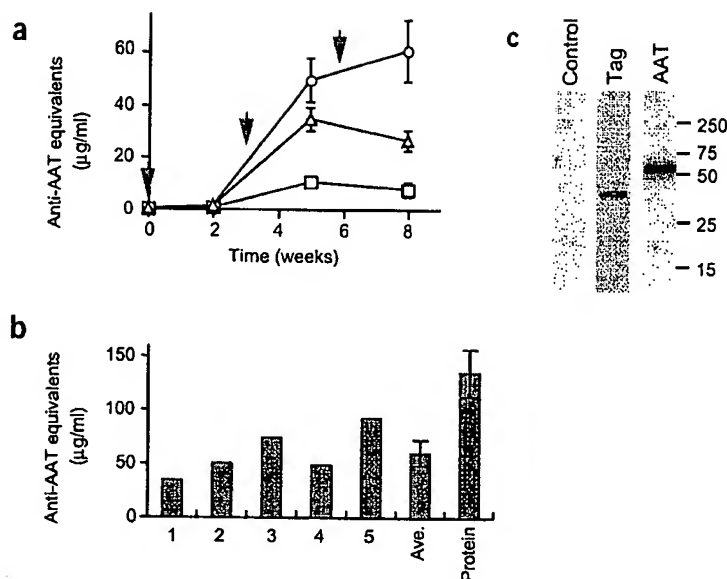 a
Anti-AAT equivalents
(µg/ml)
60
40
20
0
0
2
4
6
8
Time (weeks)
c
Control
Tag
AAT
250
75
50
25
15
b
Anti-AAT equivalents
(µg/ml)
150
100
50
0
1
2
3
4
5
Ave.
Protein